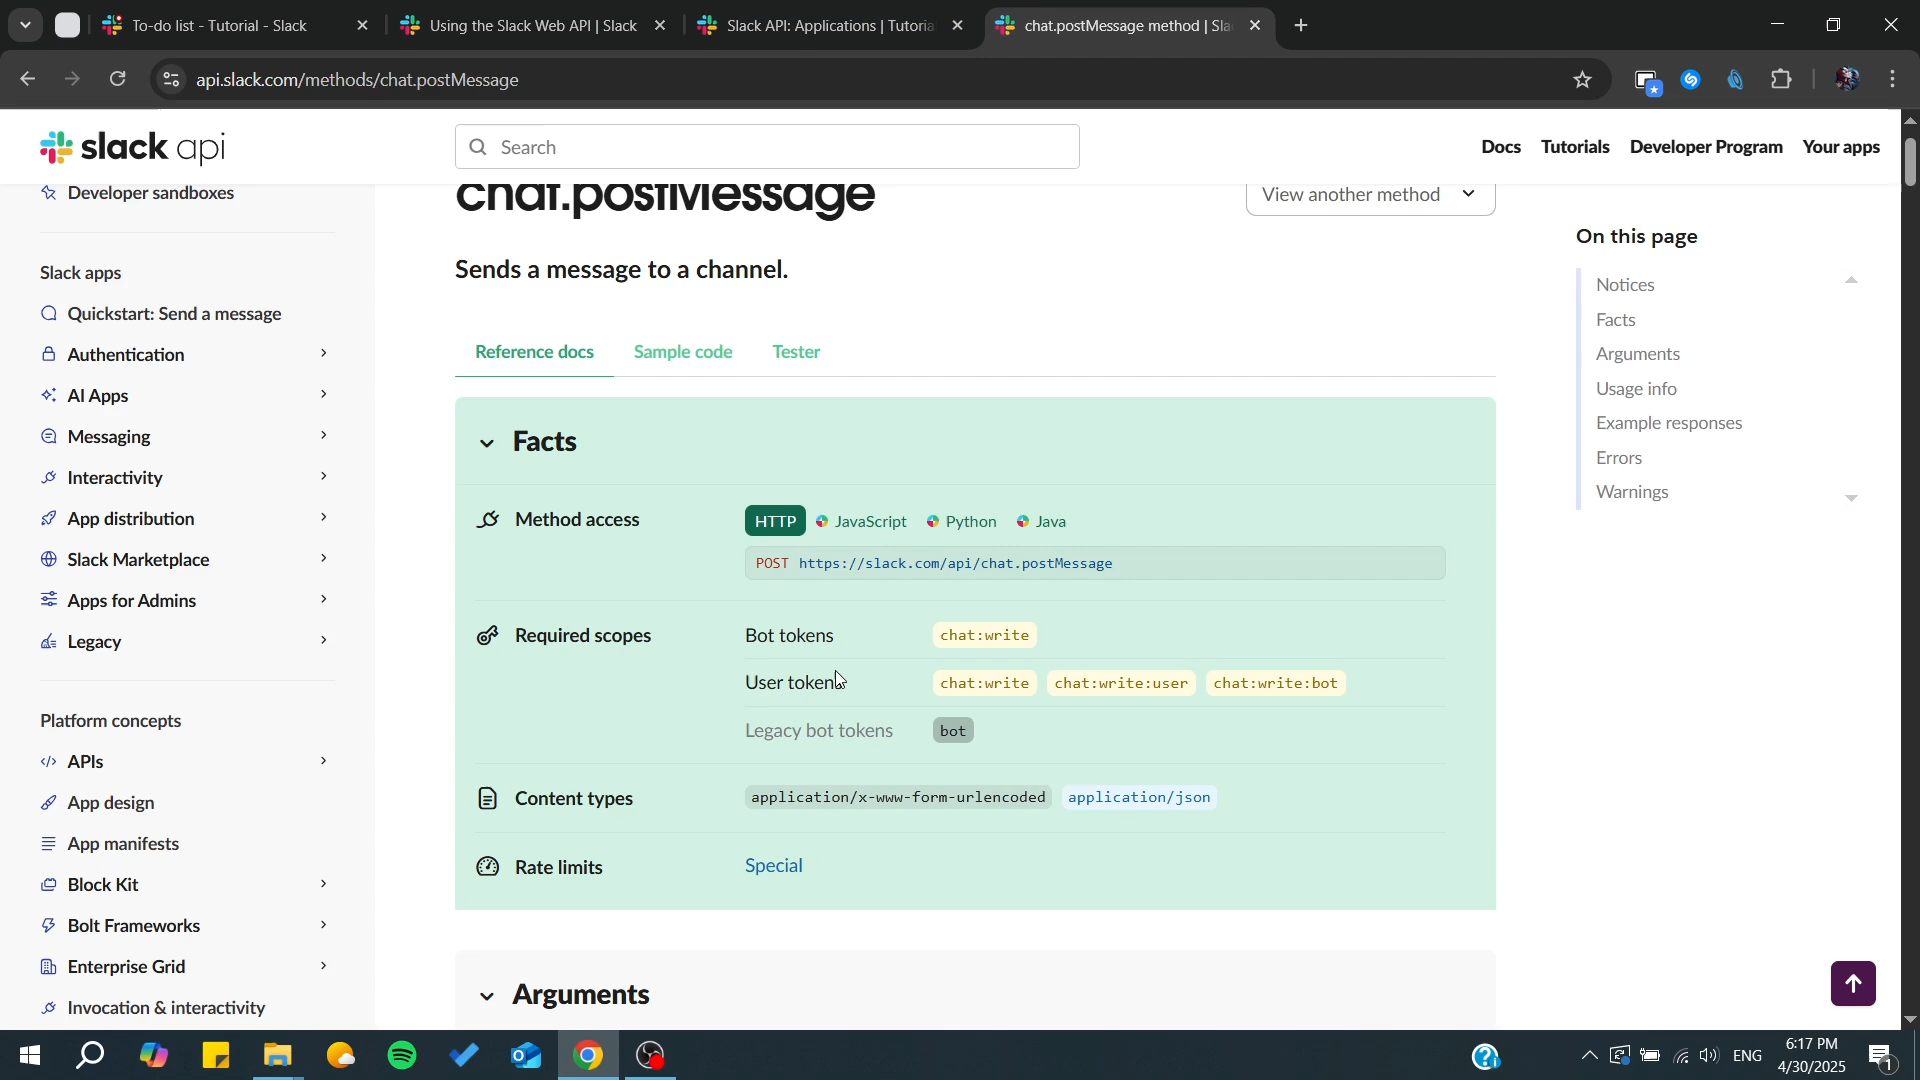 To-do list - Tutorial - Slack
Using the Slack Web API | Slack
Slack API: Applications | Tutoria
chat.postMessage method | Sla
api.slack.com/methods/chat.postMessage
slack api
Search
Docs
Tutorials
Developer Program
Your apps
Developer sandboxes
Slack apps
Quickstart: Send a message
Authentication
AI Apps
Messaging
Interactivity
App distribution
Slack Marketplace
Apps for Admins
Legacy
Platform concepts
APIs
App design
App manifests
Block Kit
Bolt Frameworks
Enterprise Grid
Invocation & interactivity
chat.postMessage
View another method
Sends a message to a channel.
Reference docs
Sample code
Tester
Facts
Method access
HTTP
JavaScript
Python
Java
POST https://slack.com/api/chat.postMessage
Required scopes
Bot tokens
chat:write
User tokens
chat:write
chat:write:user
chat:write:bot
Legacy bot tokens
bot
Content types
application/x-www-form-urlencoded
application/json
Rate limits
Special
Arguments
On this page
Notices
Facts
Arguments
Usage info
Example responses
Errors
Warnings
ENG
6:17 PM
4/30/2025
1